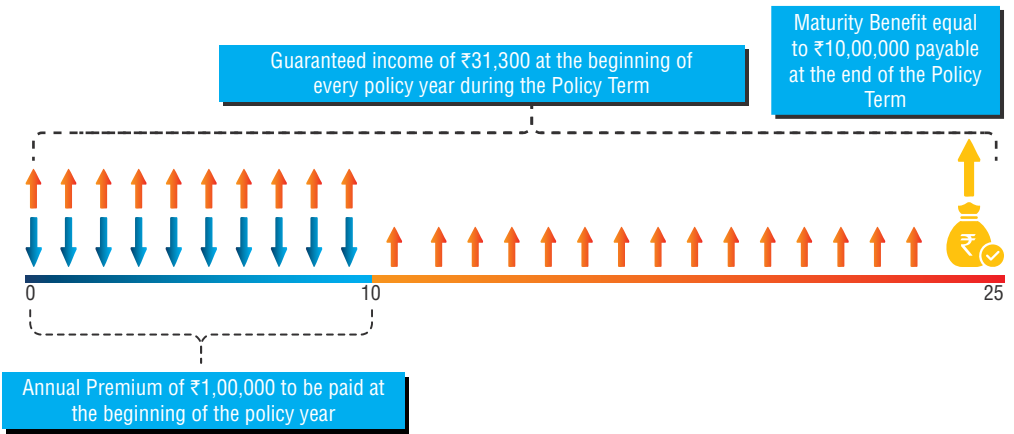 Guaranteed income of ₹31,300 at the beginning of
every policy year during the Policy Term
Maturity Benefit equal
to ₹10,00,000 payable
at the end of the Policy
Term
₹
0
10
25
Annual Premium of ₹1,00,000 to be paid at
the beginning of the policy year